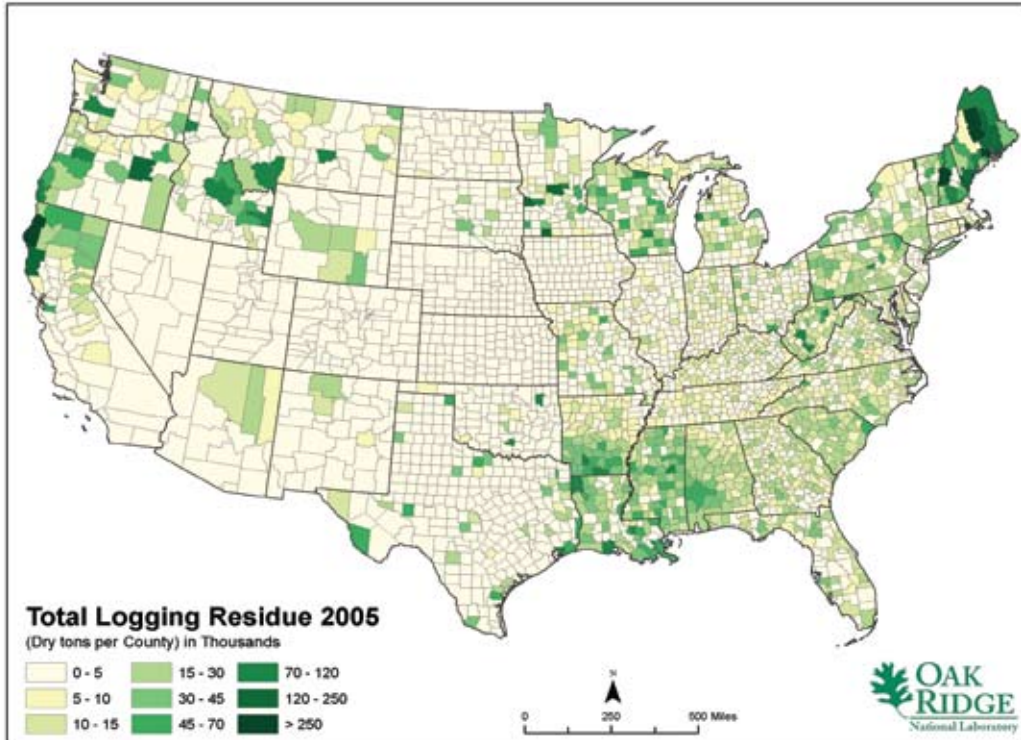 Total Logging Residue 2005
(Dry tons per County) in Thousands
0 - 5
15 - 30
70 - 120
5 - 10
30 - 45
120 - 250
10 - 15
45 - 70
> 250
N
0 250 500 Miles
OAK
RIDGE
National Laboratory